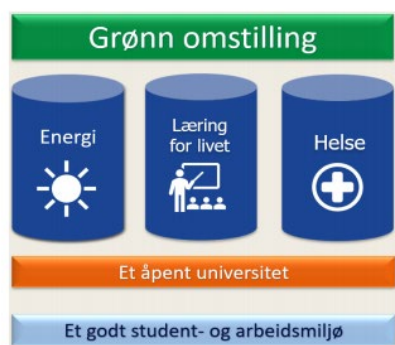 Grønn omstilling
Energi
Læring
for livet
Helse
Et åpent universitet
Et godt student- og arbeidsmiljø